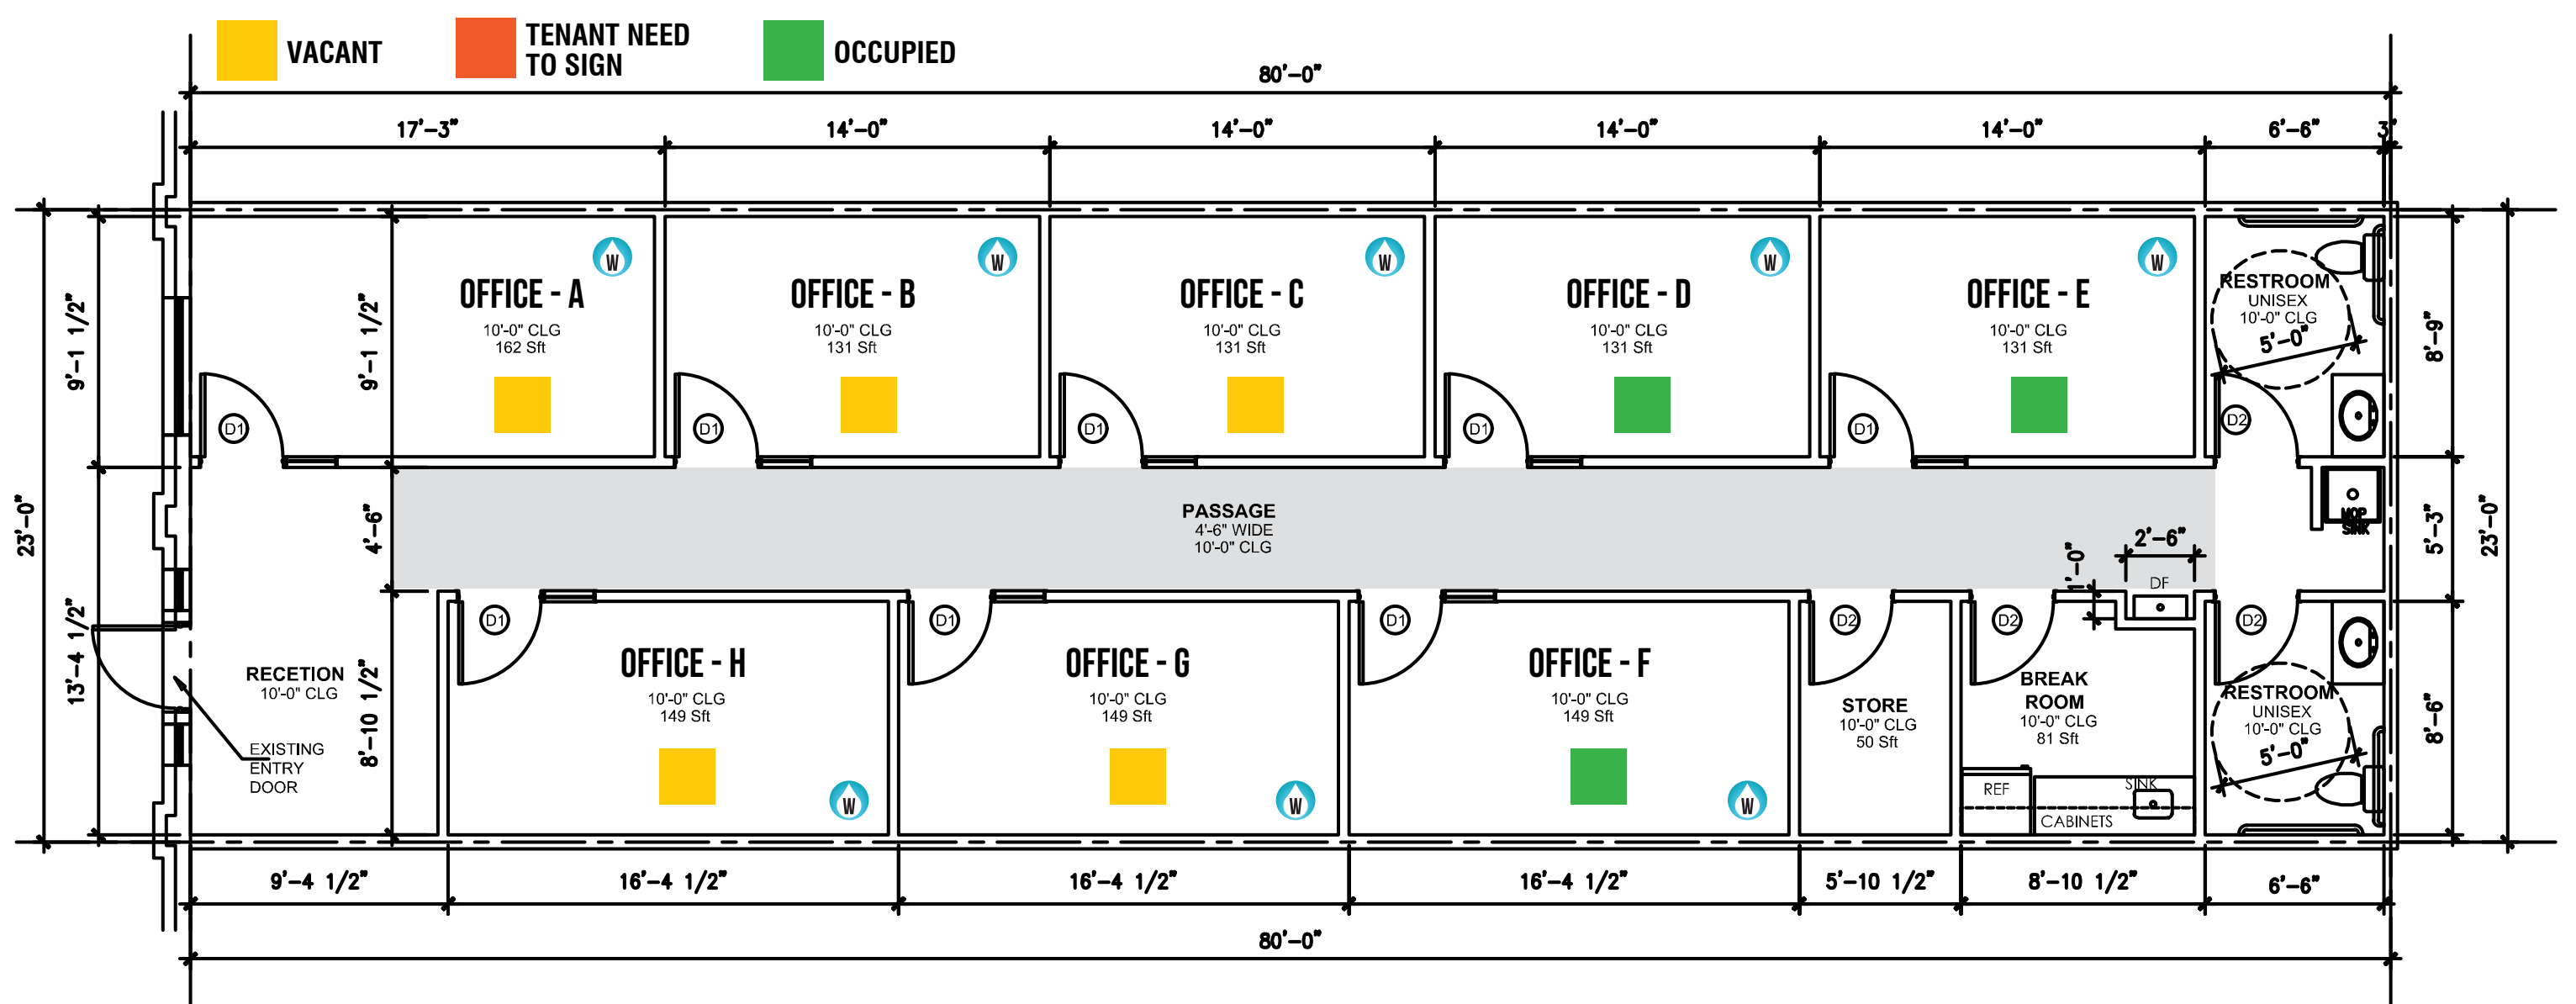 VACANT
TENANT NEED
TO SIGN
OCCUPIED
80'-0"
17'-3"
14'-0"
14'-0"
14'-0"
14'-0"
6'-6"
3"
23'-0"
9'-1 1/2"
13'-4 1/2"
9'-1 1/2"
4'-6"
8'-10 1/2"
W
OFFICE - A
10'-0" CLG
162 Sft
D1
W
OFFICE - B
10'-0" CLG
131 Sft
D1
W
OFFICE - C
10'-0" CLG
131 Sft
D1
W
OFFICE - D
10'-0" CLG
131 Sft
D1
W
OFFICE - E
10'-0" CLG
131 Sft
D1
RESTROOM
UNISEX
10'-0" CLG
5'-0"
D2
8'-9"
5'-3"
8'-6"
23'-0"
PASSAGE
4'-6" WIDE
10'-0" CLG
MOP
SINK
2'-6"
1'-0"
DF
RECETION
10'-0" CLG
EXISTING
ENTRY
DOOR
D1
OFFICE - H
10'-0" CLG
149 Sft
W
D1
OFFICE - G
10'-0" CLG
149 Sft
W
D1
OFFICE - F
10'-0" CLG
149 Sft
W
D2
STORE
10'-0" CLG
50 Sft
D2
BREAK
ROOM
10'-0" CLG
81 Sft
REF
SINK
CABINETS
D2
RESTROOM
UNISEX
10'-0" CLG
5'-0"
9'-4 1/2"
16'-4 1/2"
16'-4 1/2"
16'-4 1/2"
5'-10 1/2"
8'-10 1/2"
6'-6"
80'-0"